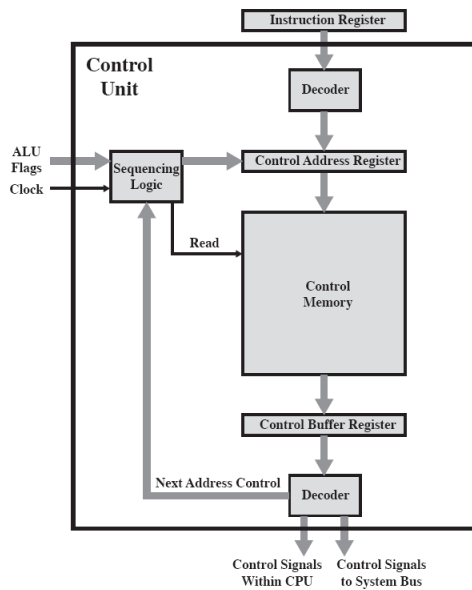 Instruction Register
Control
Unit
Decoder
ALU
Flags
Sequencing
Logic
Control Address Register
Clock
Read
Control
Memory
Control Buffer Register
Next Address Control
Decoder
Control Signals
Within CPU
Control Signals
to System Bus